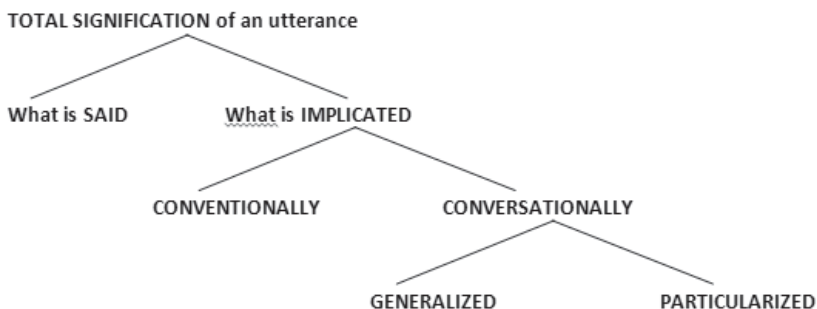 TOTAL SIGNIFICATION of an utterance
What is SAID What is IMPLICATED
CONVENTIONALLY CONVERSATIONALLY
GENERALIZED PARTICULARIZED